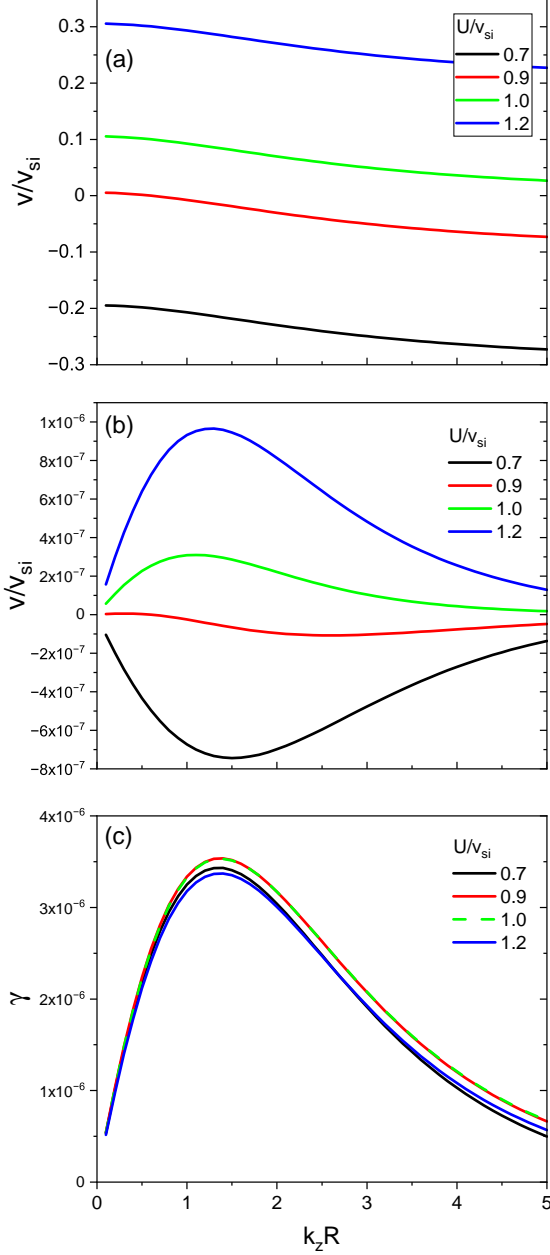 0.3
0.2
0.1
0
−0.1
−0.2
−0.3
v/v_si
(a)
U/v_si
0.7
0.9
1.0
1.2
1x10⁻⁶
8x10⁻⁷
6x10⁻⁷
4x10⁻⁷
2x10⁻⁷
0
−2x10⁻⁷
−4x10⁻⁷
−6x10⁻⁷
−8x10⁻⁷
v/v_si
(b)
U/v_si
0.7
0.9
1.0
1.2
4x10⁻⁶
3x10⁻⁶
2x10⁻⁶
1x10⁻⁶
0
γ
(c)
U/v_si
0.7
0.9
1.0
1.2
0 1 2 3 4 5
k_zR